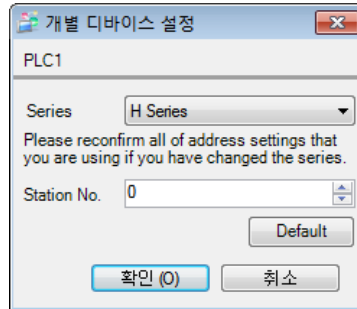 개별 디바이스 설정
PLC1
Series H Series
Please reconfirm all of address settings that
you are using if you have changed the series.
Station No. 0
Default
확인 (O) 취소